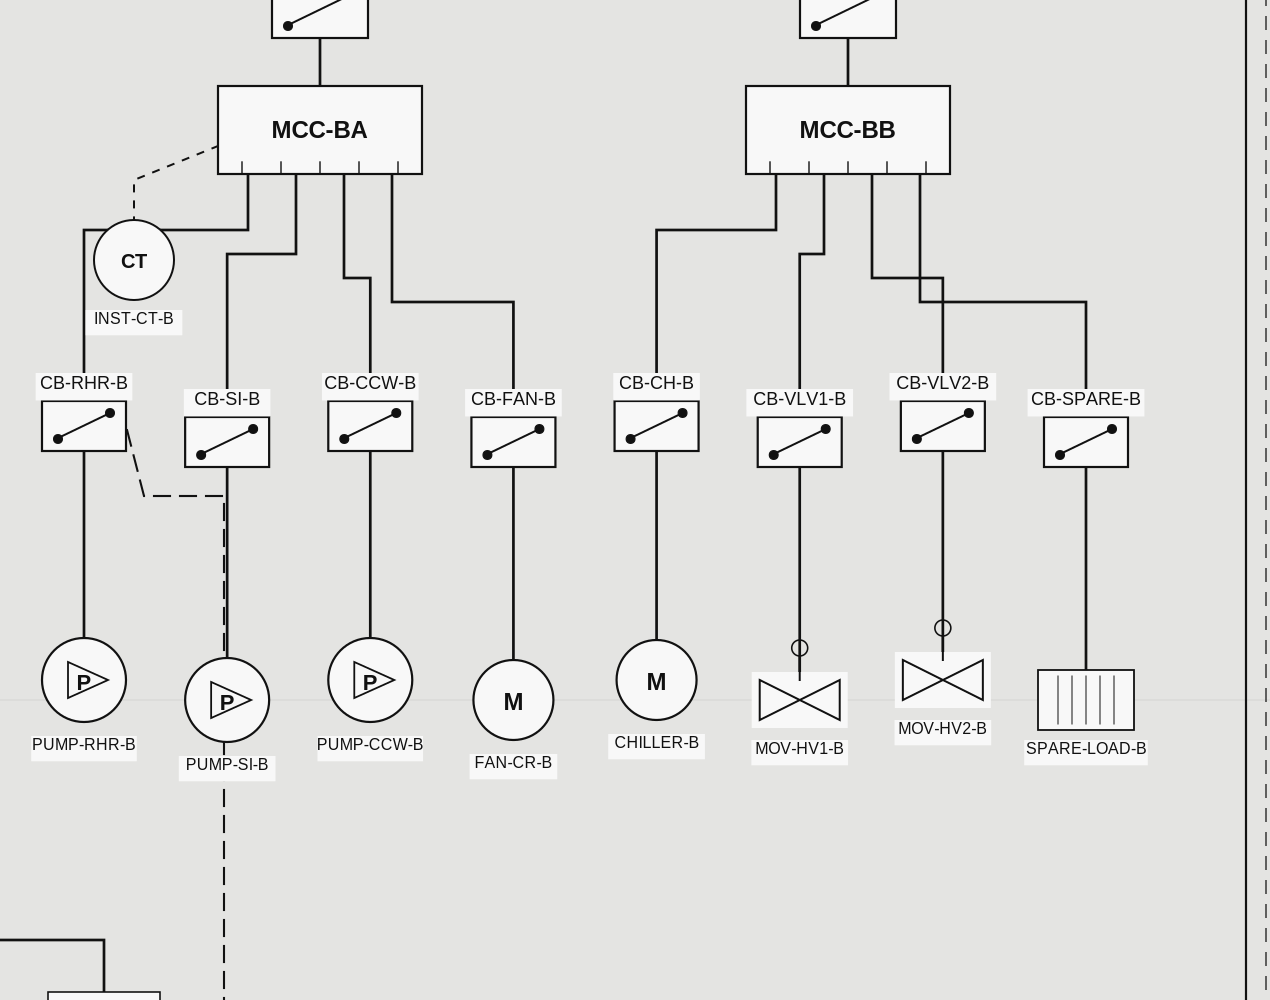 MCC-BA
MCC-BB
CT
INST-CT-B
CB-RHR-B
CB-SI-B
CB-CCW-B
CB-FAN-B
CB-CH-B
CB-VLV1-B
CB-VLV2-B
CB-SPARE-B
P
P
P
M
M
PUMP-RHR-B
PUMP-SI-B
PUMP-CCW-B
FAN-CR-B
CHILLER-B
MOV-HV1-B
MOV-HV2-B
SPARE-LOAD-B